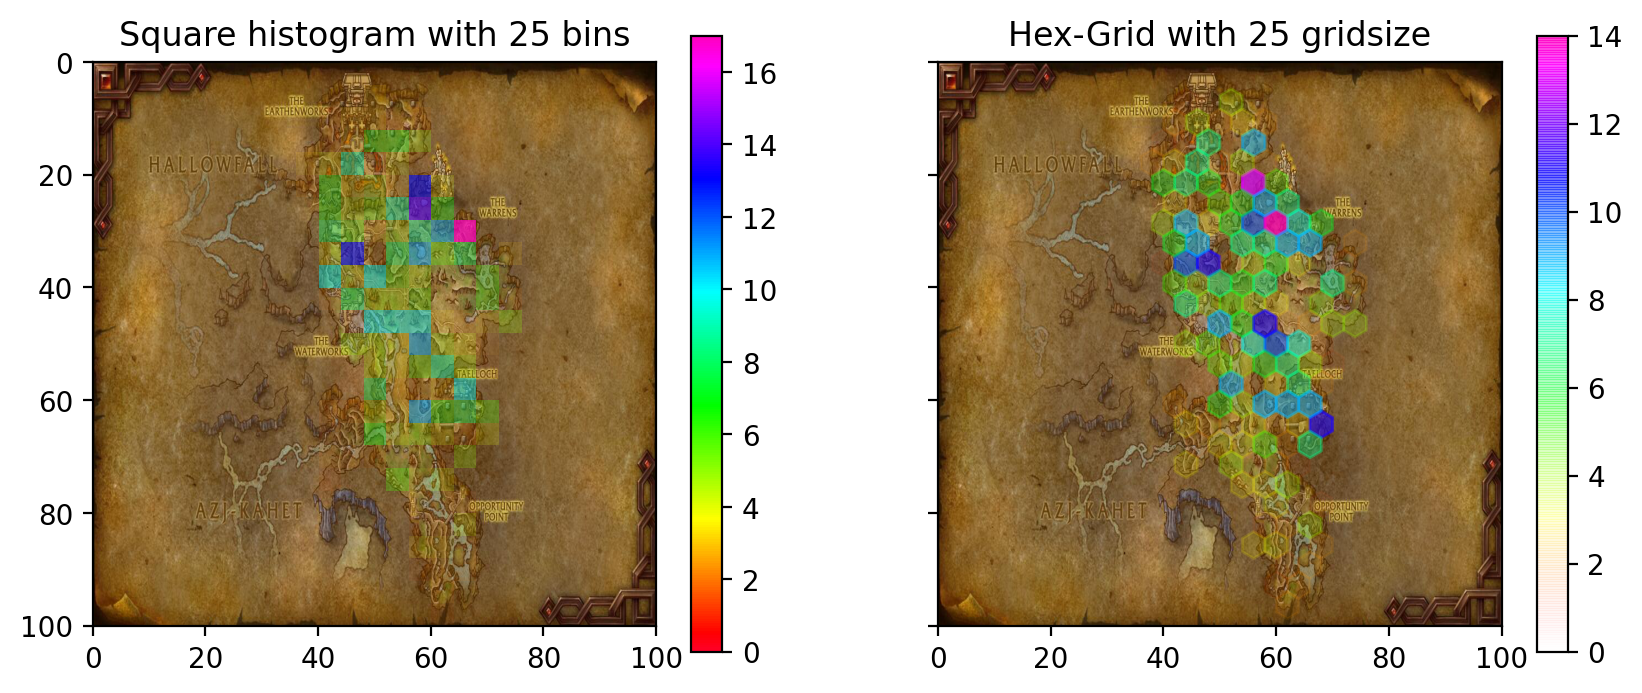 Square histogram with 25 bins
Hex-Grid with 25 gridsize
0
20
40
60
80
100
0
20
40
60
80
100
THE
EARTHENWORKS
HALLOWFALL
THE
WARRENS
THE
WATERWORKS
TAELLOCH
AZJ-KAHET
OPPORTUNITY
POINT
16
14
12
10
8
6
4
2
0
THE
EARTHENWORKS
HALLOWFALL
THE
WARRENS
THE
WATERWORKS
TAELLOCH
AZJ-KAHET
OPPORTUNITY
POINT
0
20
40
60
80
100
14
12
10
8
6
4
2
0